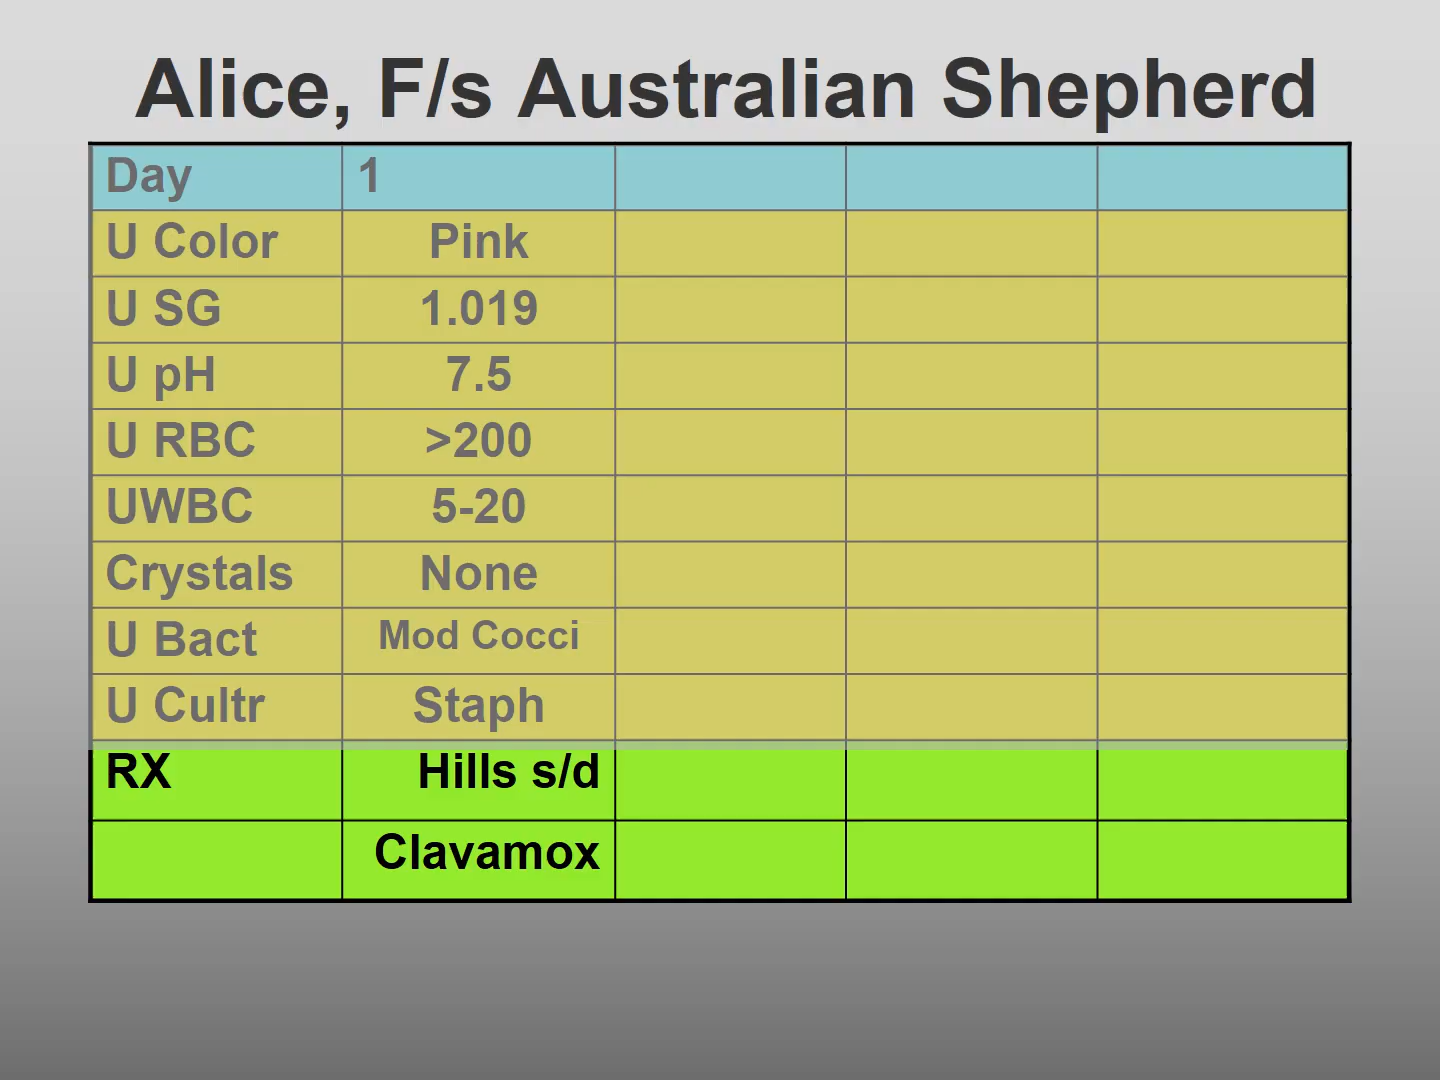 Alice, F/s Australian Shepherd
Day 1
U Color Pink
U SG 1.019
U pH 7.5
U RBC >200
UWBC 5-20
Crystals None
U Bact Mod Cocci
U Cultr Staph
RX Hills s/d
Clavamox